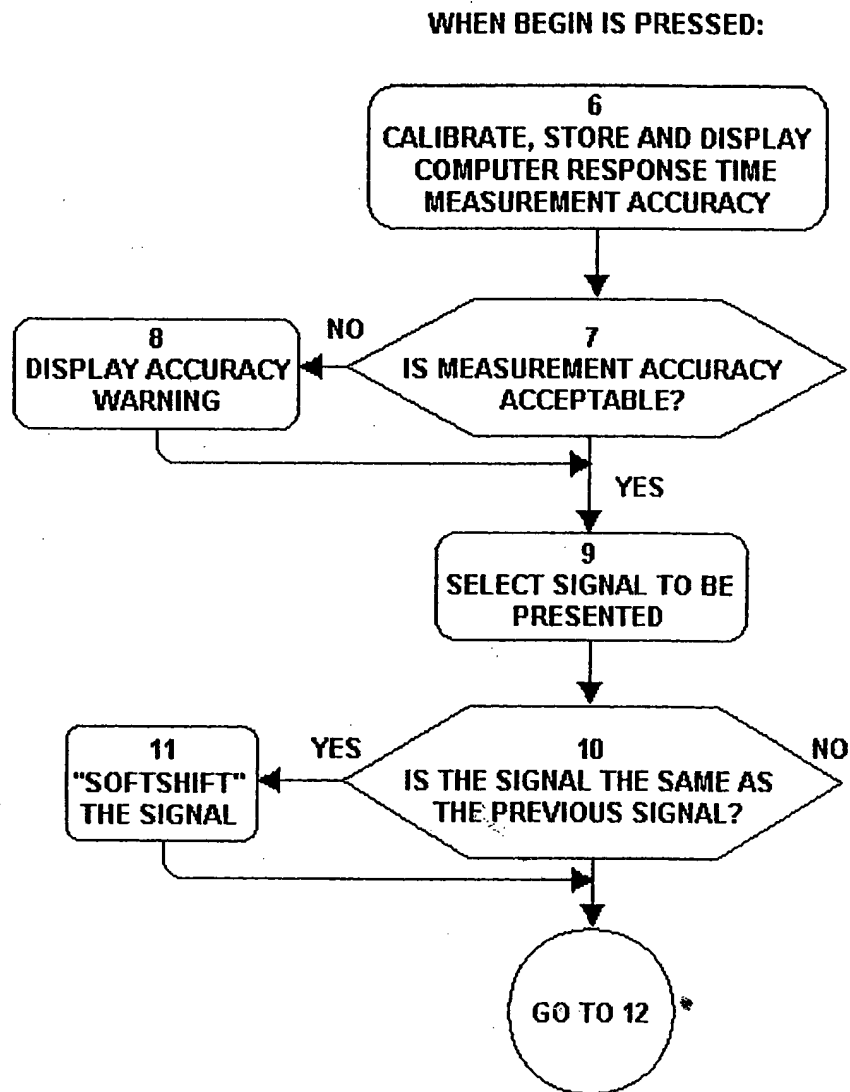 WHEN BEGIN IS PRESSED:
6
CALIBRATE, STORE AND DISPLAY
COMPUTER RESPONSE TIME
MEASUREMENT ACCURACY
NO
8
DISPLAY ACCURACY
WARNING
7
IS MEASUREMENT ACCURACY
ACCEPTABLE?
YES
9
SELECT SIGNAL TO BE
PRESENTED
11
"SOFTSHIFT"
THE SIGNAL
YES
10
IS THE SIGNAL THE SAME AS
THE PREVIOUS SIGNAL?
NO
GO TO 12